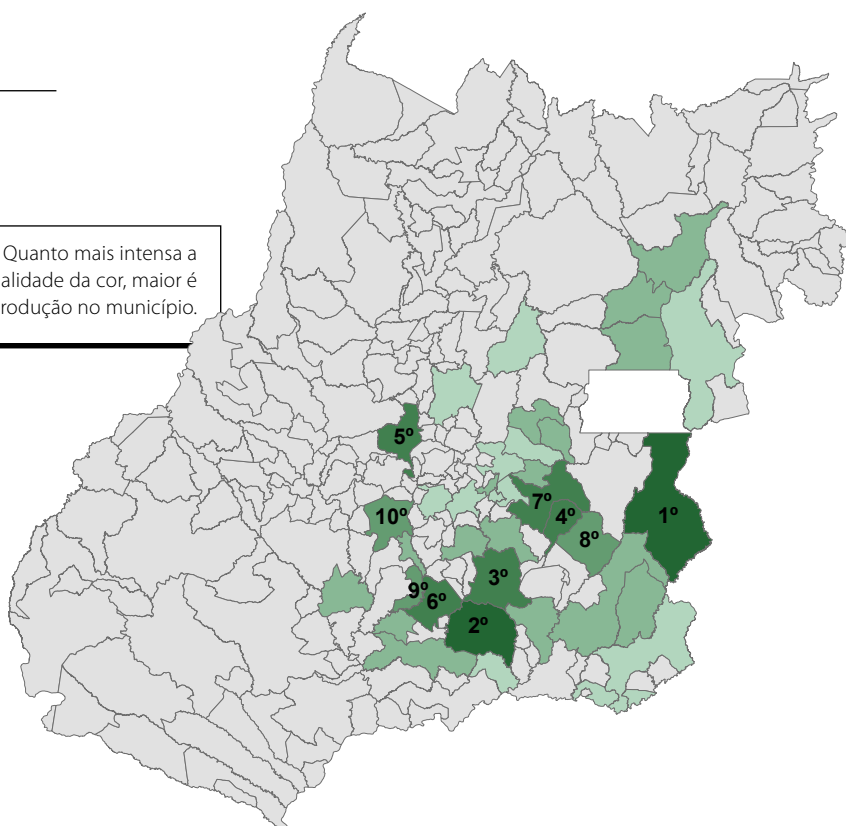 Quanto mais intensa a
alidade da cor, maior é
rodução no município.
5º
1º
7º
4º
10º
8º
3º
9º
6º
2º